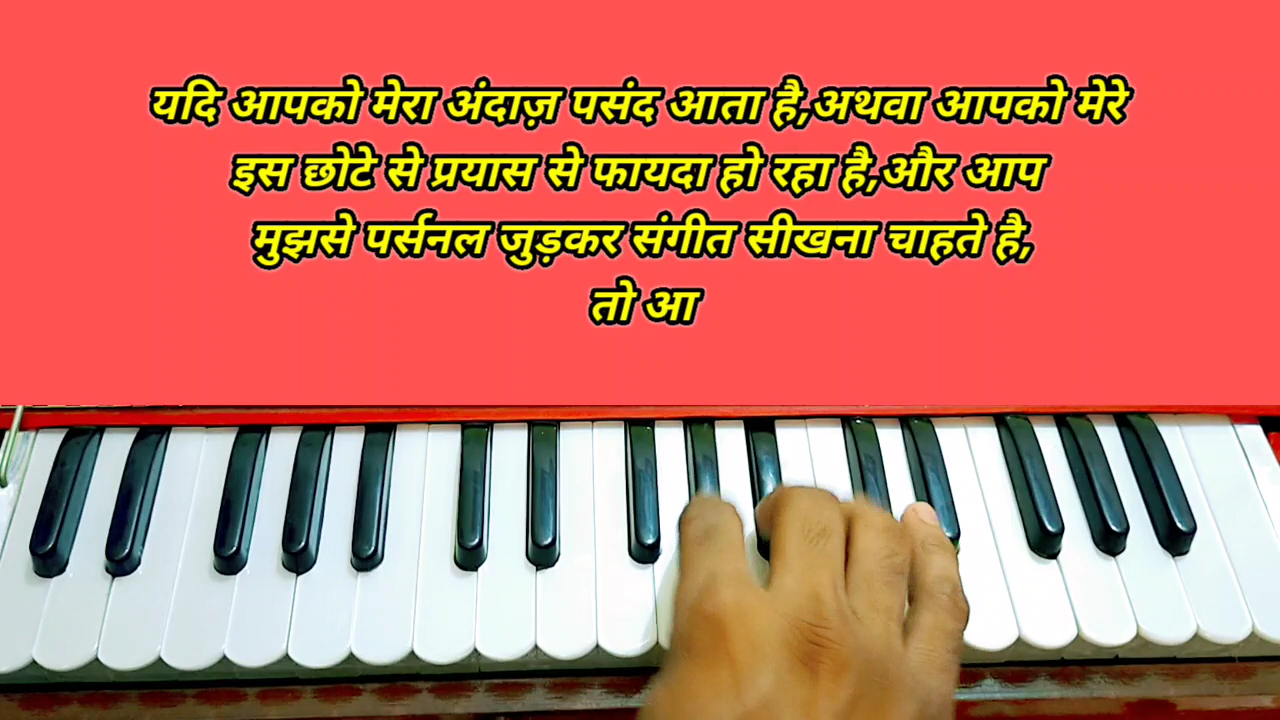 यदि आपको मेरा अंदाज़ पसंद आता है,अथवा आपको मेरे
इस छोटे से प्रयास से फायदा हो रहा है,और आप
मुझसे पर्सनल जुड़कर संगीत सीखना चाहते है,
तो आ